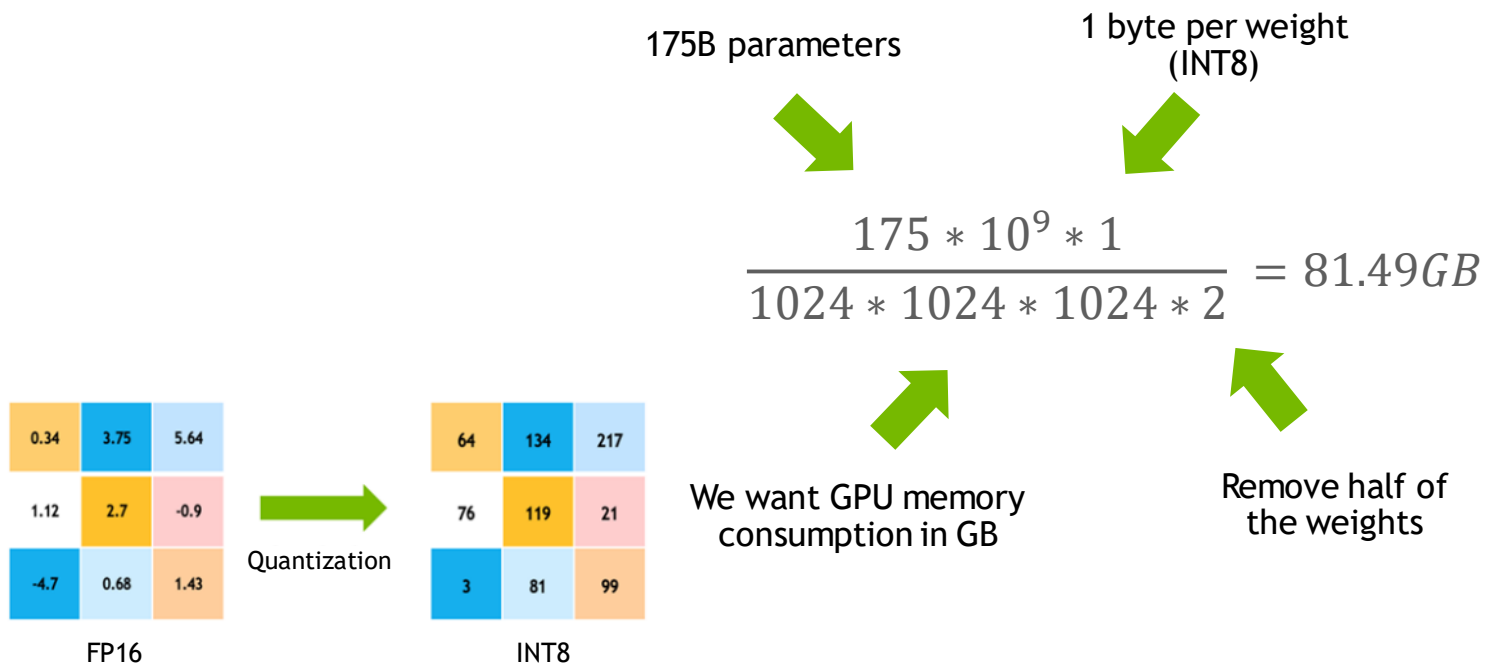 175B parameters
1 byte per weight
(INT8)
175 * 10⁹ * 1
1024 * 1024 * 1024 * 2
= 81.49GB
We want GPU memory
consumption in GB
Remove half of
the weights
0.34 3.75 5.64
1.12 2.7 -0.9
-4.7 0.68 1.43
FP16
Quantization
64 134 217
76 119 21
3 81 99
INT8